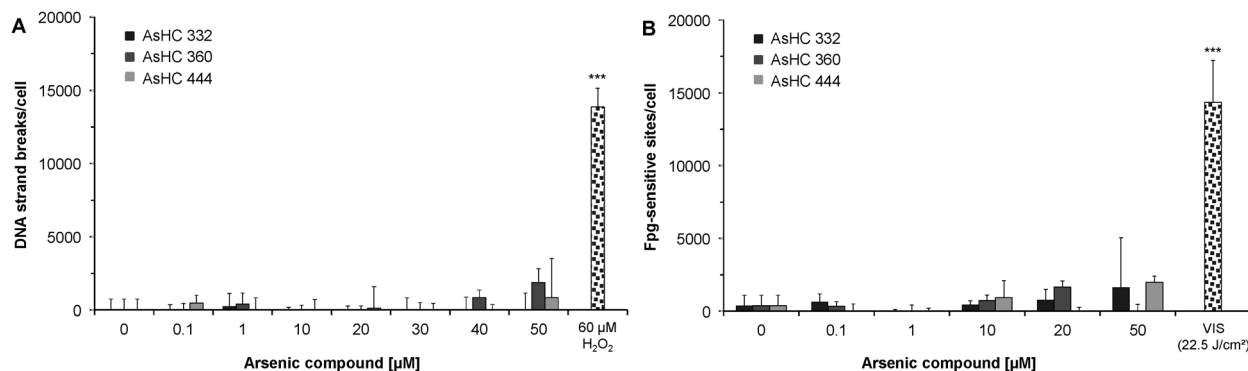 A
AsHC 332
AsHC 360
AsHC 444
DNA strand breaks/cell
20000
15000
10000
5000
0
***
0 0.1 1 10 20 30 40 50 60 µM
H₂O₂
Arsenic compound [µM]
B
AsHC 332
AsHC 360
AsHC 444
Fpg-sensitive sites/cell
20000
15000
10000
5000
0
***
0 0.1 1 10 20 50 VIS
(22.5 J/cm²)
Arsenic compound [µM]